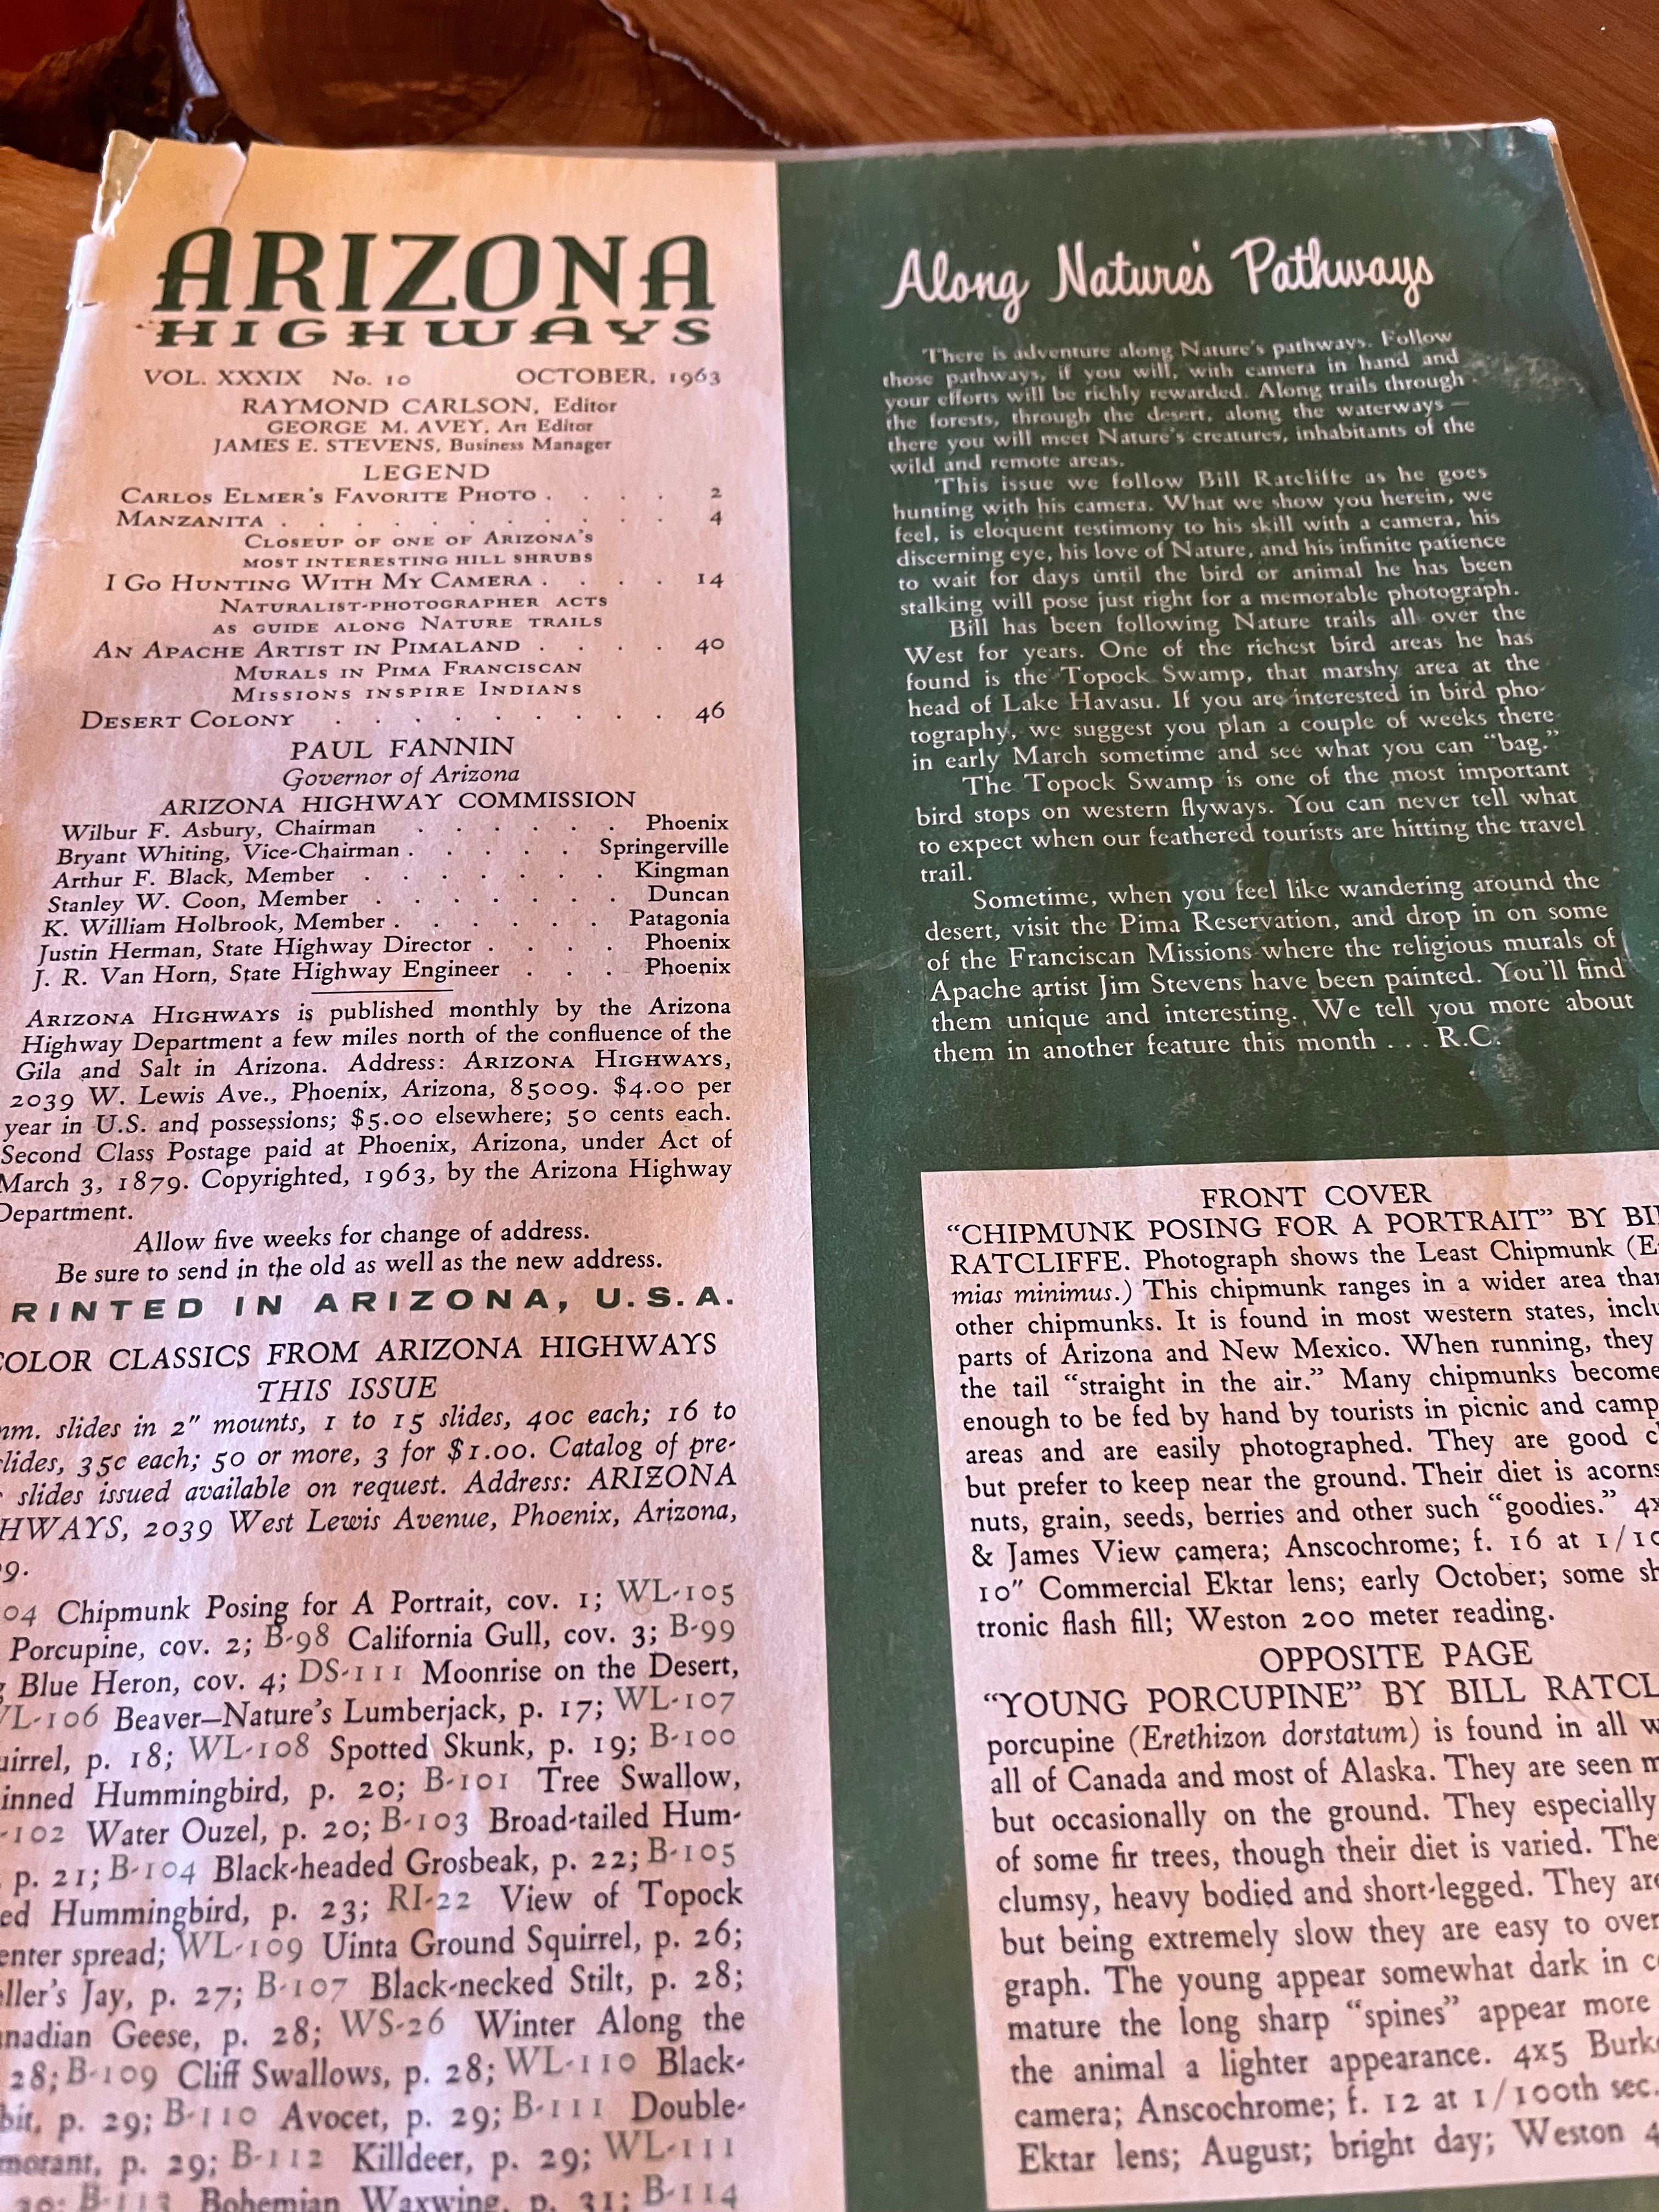 ARIZONA
HIGHWAYS
VOL. XXXIX No. 10 OCTOBER, 1963
RAYMOND CARLSON, Editor
GEORGE M. AVEY, Art Editor
JAMES E. STEVENS, Business Manager
LEGEND
CARLOS ELMER'S FAVORITE PHOTO . . . . 2
MANZANITA . . . . . . . . . . . 4
CLOSEUP OF ONE OF ARIZONA'S
MOST INTERESTING HILL SHRUBS
I GO HUNTING WITH MY CAMERA . . . . 14
NATURALIST-PHOTOGRAPHER ACTS
AS GUIDE ALONG NATURE TRAILS
AN APACHE ARTIST IN PIMALAND . . . . 40
MURALS IN PIMA FRANCISCAN
MISSIONS INSPIRE INDIANS
DESERT COLONY . . . . . . . . . 46
PAUL FANNIN
Governor of Arizona
ARIZONA HIGHWAY COMMISSION
Wilbur F. Asbury, Chairman . . . . . . Phoenix
Bryant Whiting, Vice-Chairman . . . . . Springerville
Arthur F. Black, Member . . . . . . . Kingman
Stanley W. Coon, Member . . . . . . . Duncan
K. William Holbrook, Member . . . . . . Patagonia
Justin Herman, State Highway Director . . . . Phoenix
J. R. Van Horn, State Highway Engineer . . . Phoenix
ARIZONA HIGHWAYS is published monthly by the Arizona
Highway Department a few miles north of the confluence of the
Gila and Salt in Arizona. Address: ARIZONA HIGHWAYS,
2039 W. Lewis Ave., Phoenix, Arizona, 85009. $4.00 per
year in U.S. and possessions; $5.00 elsewhere; 50 cents each.
Second Class Postage paid at Phoenix, Arizona, under Act of
March 3, 1879. Copyrighted, 1963, by the Arizona Highway
Department.
Allow five weeks for change of address.
Be sure to send in the old as well as the new address.
RINTED IN ARIZONA, U.S.A.
COLOR CLASSICS FROM ARIZONA HIGHWAYS
THIS ISSUE
mm. slides in 2" mounts, 1 to 15 slides, 40c each; 16 to
slides, 35c each; 50 or more, 3 for $1.00. Catalog of pre-
slides issued available on request. Address: ARIZONA
HWAYS, 2039 West Lewis Avenue, Phoenix, Arizona,
9.
04 Chipmunk Posing for A Portrait, cov. 1; WL-105
Porcupine, cov. 2; B-98 California Gull, cov. 3; B-99
Blue Heron, cov. 4; DS-111 Moonrise on the Desert,
WL-106 Beaver—Nature's Lumberjack, p. 17; WL-107
uirrel, p. 18; WL-108 Spotted Skunk, p. 19; B-100
inned Hummingbird, p. 20; B-101 Tree Swallow,
-102 Water Ouzel, p. 20; B-103 Broad-tailed Hum-
p. 21; B-104 Black-headed Grosbeak, p. 22; B-105
ed Hummingbird, p. 23; RI-22 View of Topock
enter spread; WL-109 Uinta Ground Squirrel, p. 26;
eller's Jay, p. 27; B-107 Black-necked Stilt, p. 28;
nadian Geese, p. 28; WS-26 Winter Along the
28; B-109 Cliff Swallows, p. 28; WL-110 Black-
bit, p. 29; B-110 Avocet, p. 29; B-111 Double-
morant, p. 29; B-112 Killdeer, p. 29; WL-111
30; B-113 Bohemian Waxwing, p. 31; B-114
Along Nature's Pathways
There is adventure along Nature's pathways. Follow
those pathways, if you will, with camera in hand and
your efforts will be richly rewarded. Along trails through
the forests, through the desert, along the waterways —
there you will meet Nature's creatures, inhabitants of the
wild and remote areas.
This issue we follow Bill Ratcliffe as he goes
hunting with his camera. What we show you herein, we
feel, is eloquent testimony to his skill with a camera, his
discerning eye, his love of Nature, and his infinite patience
to wait for days until the bird or animal he has been
stalking will pose just right for a memorable photograph.
Bill has been following Nature trails all over the
West for years. One of the richest bird areas he has
found is the Topock Swamp, that marshy area at the
head of Lake Havasu. If you are interested in bird pho-
tography, we suggest you plan a couple of weeks there
in early March sometime and see what you can "bag."
The Topock Swamp is one of the most important
bird stops on western flyways. You can never tell what
to expect when our feathered tourists are hitting the travel
trail.
Sometime, when you feel like wandering around the
desert, visit the Pima Reservation, and drop in on some
of the Franciscan Missions where the religious murals of
Apache artist Jim Stevens have been painted. You'll find
them unique and interesting. We tell you more about
them in another feature this month . . . R.C.
FRONT COVER
"CHIPMUNK POSING FOR A PORTRAIT" BY BI
RATCLIFFE. Photograph shows the Least Chipmunk (E
mias minimus.) This chipmunk ranges in a wider area than
other chipmunks. It is found in most western states, inclu
parts of Arizona and New Mexico. When running, they
the tail "straight in the air." Many chipmunks become
enough to be fed by hand by tourists in picnic and camp
areas and are easily photographed. They are good c
but prefer to keep near the ground. Their diet is acorns
nuts, grain, seeds, berries and other such "goodies." 4x
& James View camera; Anscochrome; f. 16 at 1/10
10" Commercial Ektar lens; early October; some sh
tronic flash fill; Weston 200 meter reading.
OPPOSITE PAGE
"YOUNG PORCUPINE" BY BILL RATCL
porcupine (Erethizon dorstatum) is found in all w
all of Canada and most of Alaska. They are seen m
but occasionally on the ground. They especially
of some fir trees, though their diet is varied. The
clumsy, heavy bodied and short-legged. They are
but being extremely slow they are easy to over
graph. The young appear somewhat dark in c
mature the long sharp "spines" appear more
the animal a lighter appearance. 4x5 Burk
camera; Anscochrome; f. 12 at 1/100th sec.
Ektar lens; August; bright day; Weston 4